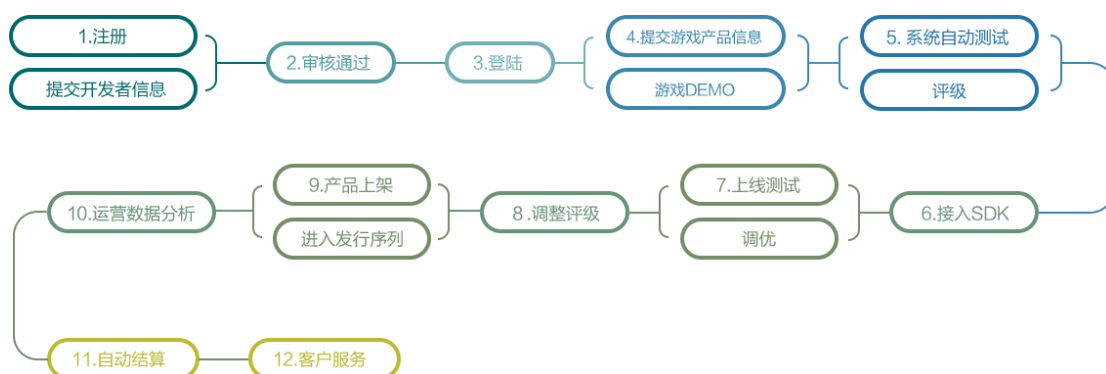 1.注册
提交开发者信息
2.审核通过
3.登陆
4.提交游戏产品信息
游戏DEMO
5. 系统自动测试
评级
6.接入SDK
7.上线测试
调优
8.调整评级
9.产品上架
进入发行序列
10.运营数据分析
11.自动结算
12.客户服务